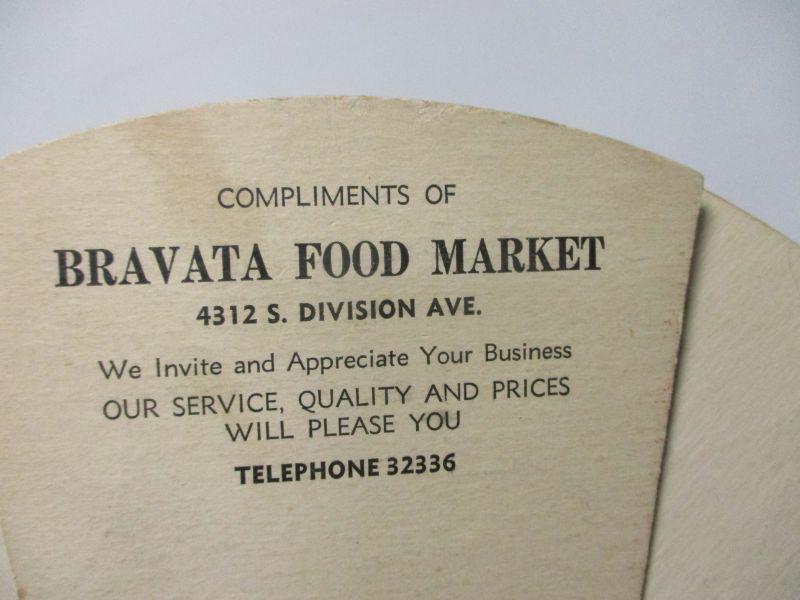 COMPLIMENTS OF
BRAVATA FOOD MARKET
4312 S. DIVISION AVE.
We Invite and Appreciate Your Business
OUR SERVICE, QUALITY AND PRICES
WILL PLEASE YOU
TELEPHONE 32336